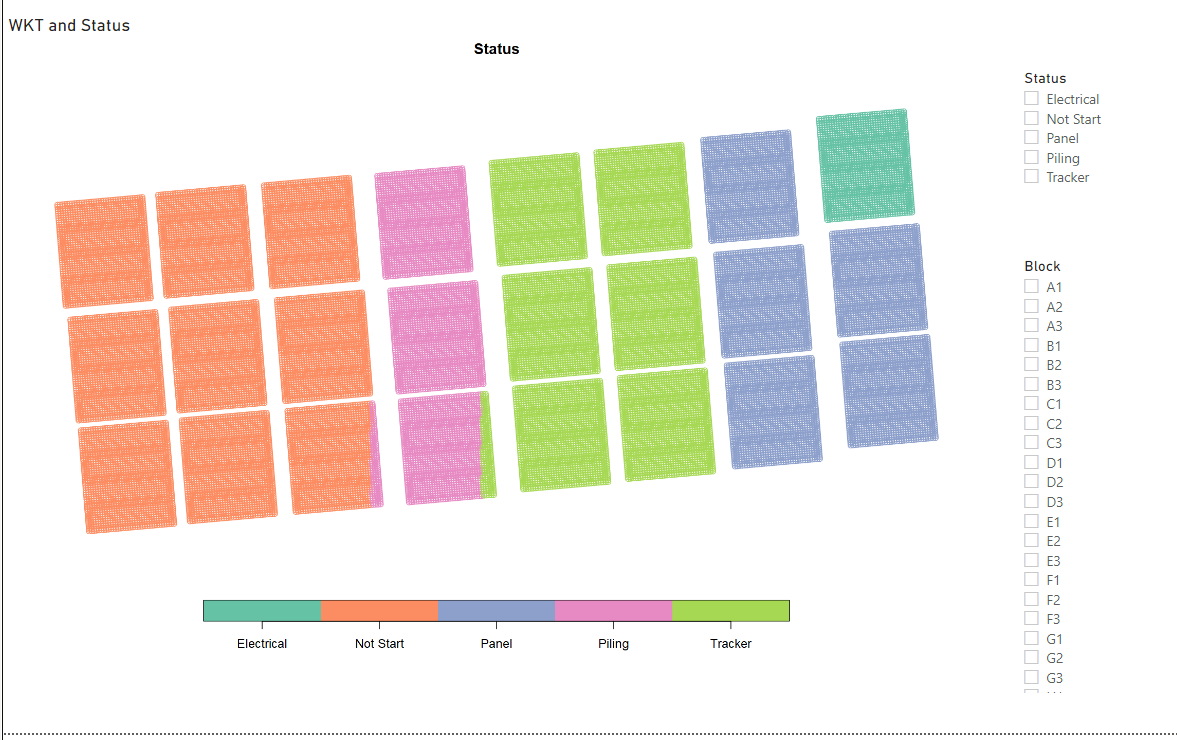 WKT and Status
Status
Electrical
Not Start
Panel
Piling
Tracker
Status
Electrical
Not Start
Panel
Piling
Tracker
Block
A1
A2
A3
B1
B2
B3
C1
C2
C3
D1
D2
D3
E1
E2
E3
F1
F2
F3
G1
G2
G3